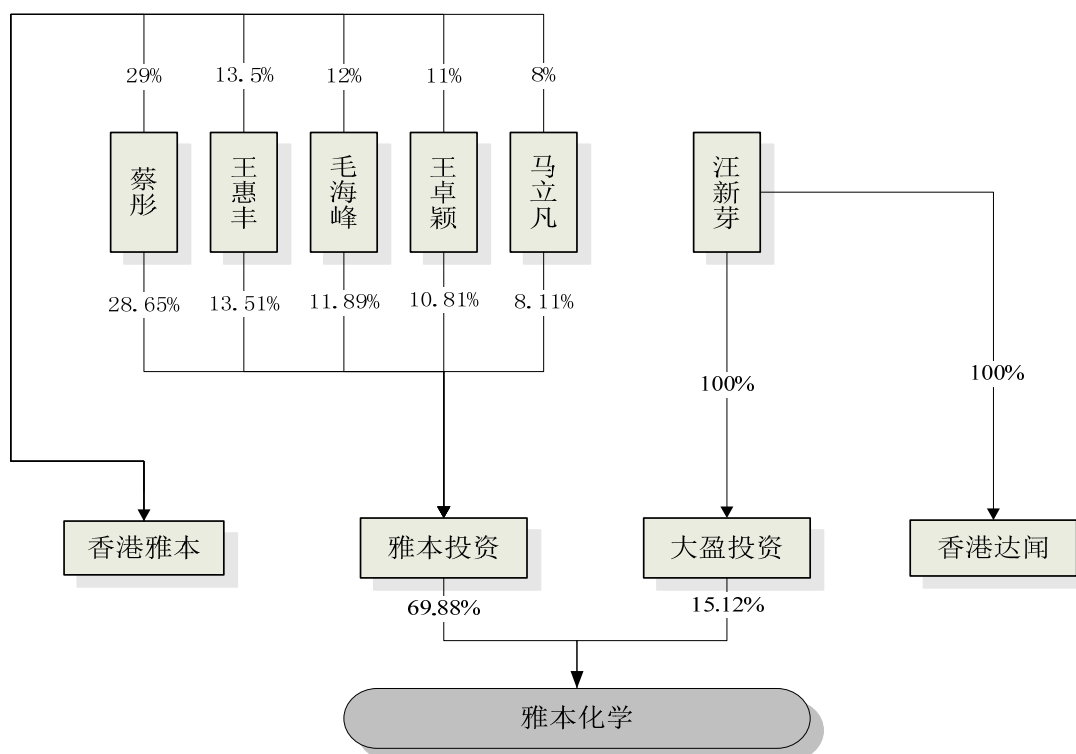 29% 13.5% 12% 11% 8%
蔡彤 王惠丰 毛海峰 王卓颖 马立凡 汪新芽
28.65% 13.51% 11.89% 10.81% 8.11%
100% 100%
香港雅本 雅本投资 大盈投资 香港达闻
69.88% 15.12%
雅本化学